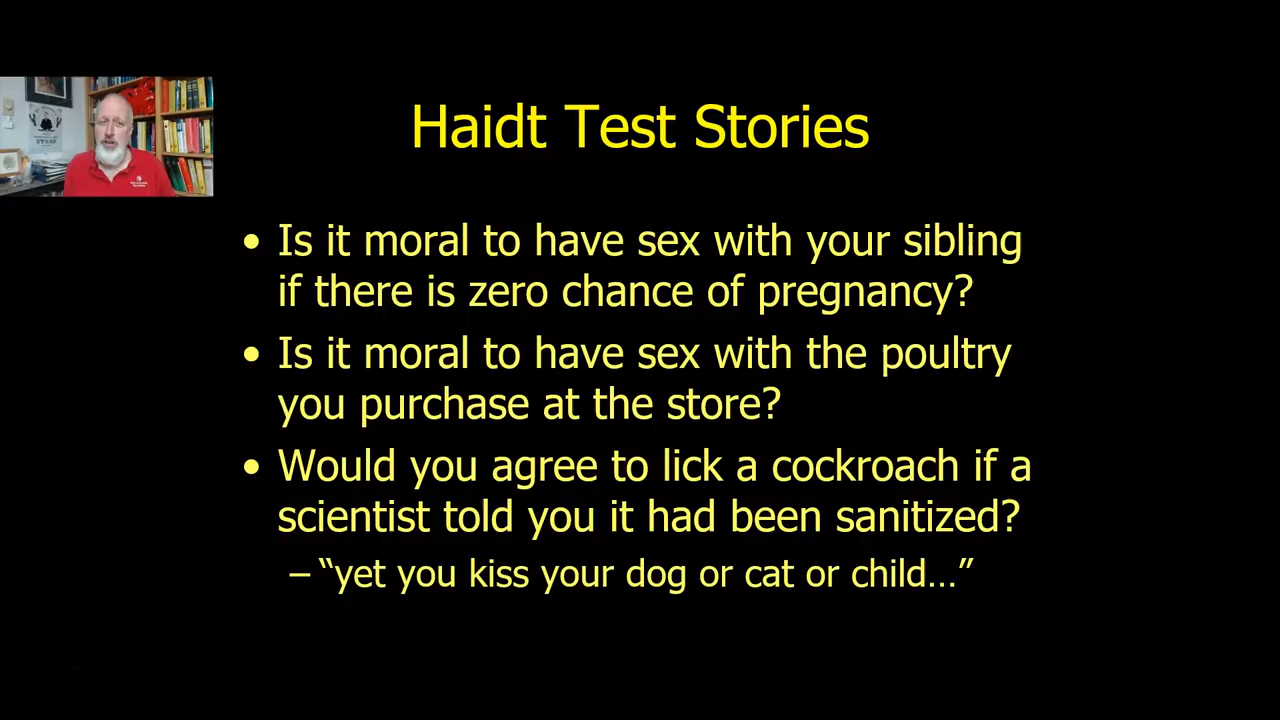 Haidt Test Stories
• Is it moral to have sex with your sibling
if there is zero chance of pregnancy?
• Is it moral to have sex with the poultry
you purchase at the store?
• Would you agree to lick a cockroach if a
scientist told you it had been sanitized?
– “yet you kiss your dog or cat or child…”